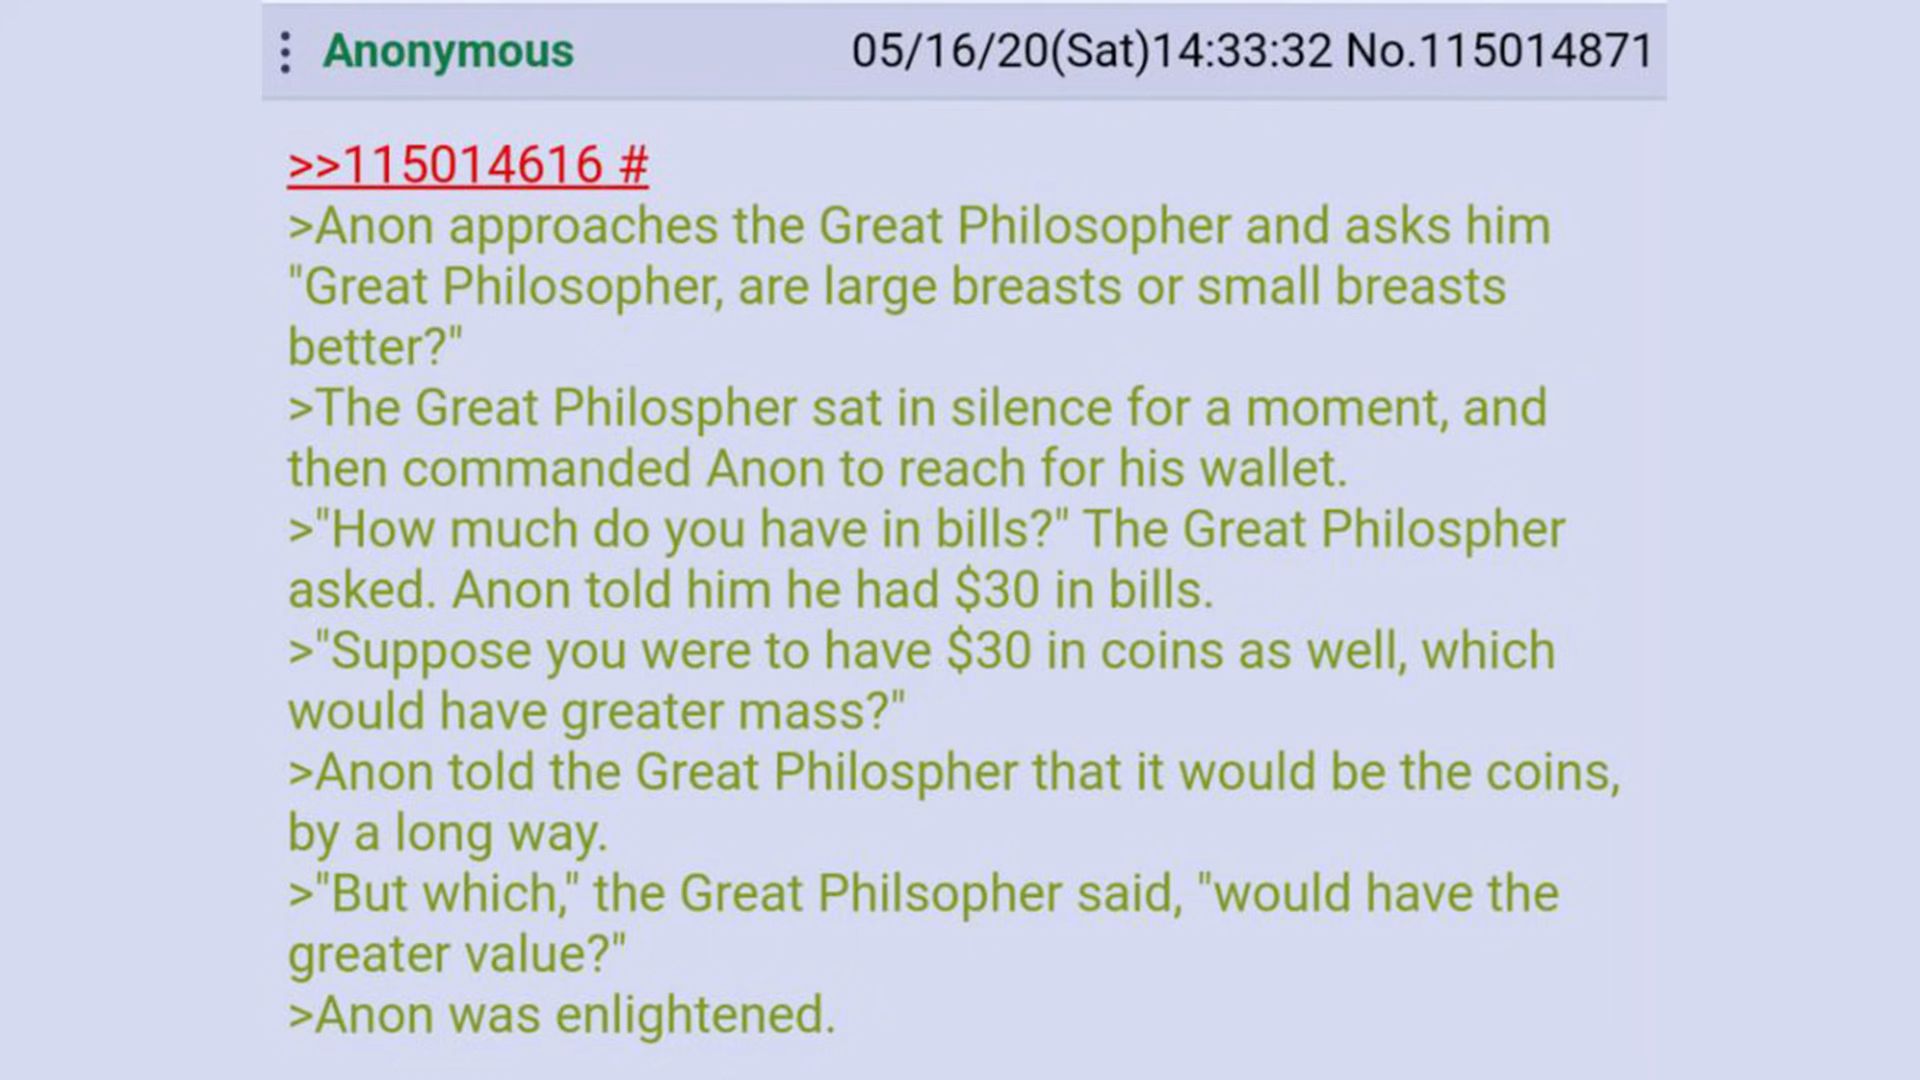 Anonymous 05/16/20(Sat)14:33:32 No.115014871
>>115014616 #
>Anon approaches the Great Philosopher and asks him
"Great Philosopher, are large breasts or small breasts
better?"
>The Great Philospher sat in silence for a moment, and
then commanded Anon to reach for his wallet.
>"How much do you have in bills?" The Great Philospher
asked. Anon told him he had $30 in bills.
>"Suppose you were to have $30 in coins as well, which
would have greater mass?"
>Anon told the Great Philospher that it would be the coins,
by a long way.
>"But which," the Great Philsopher said, "would have the
greater value?"
>Anon was enlightened.